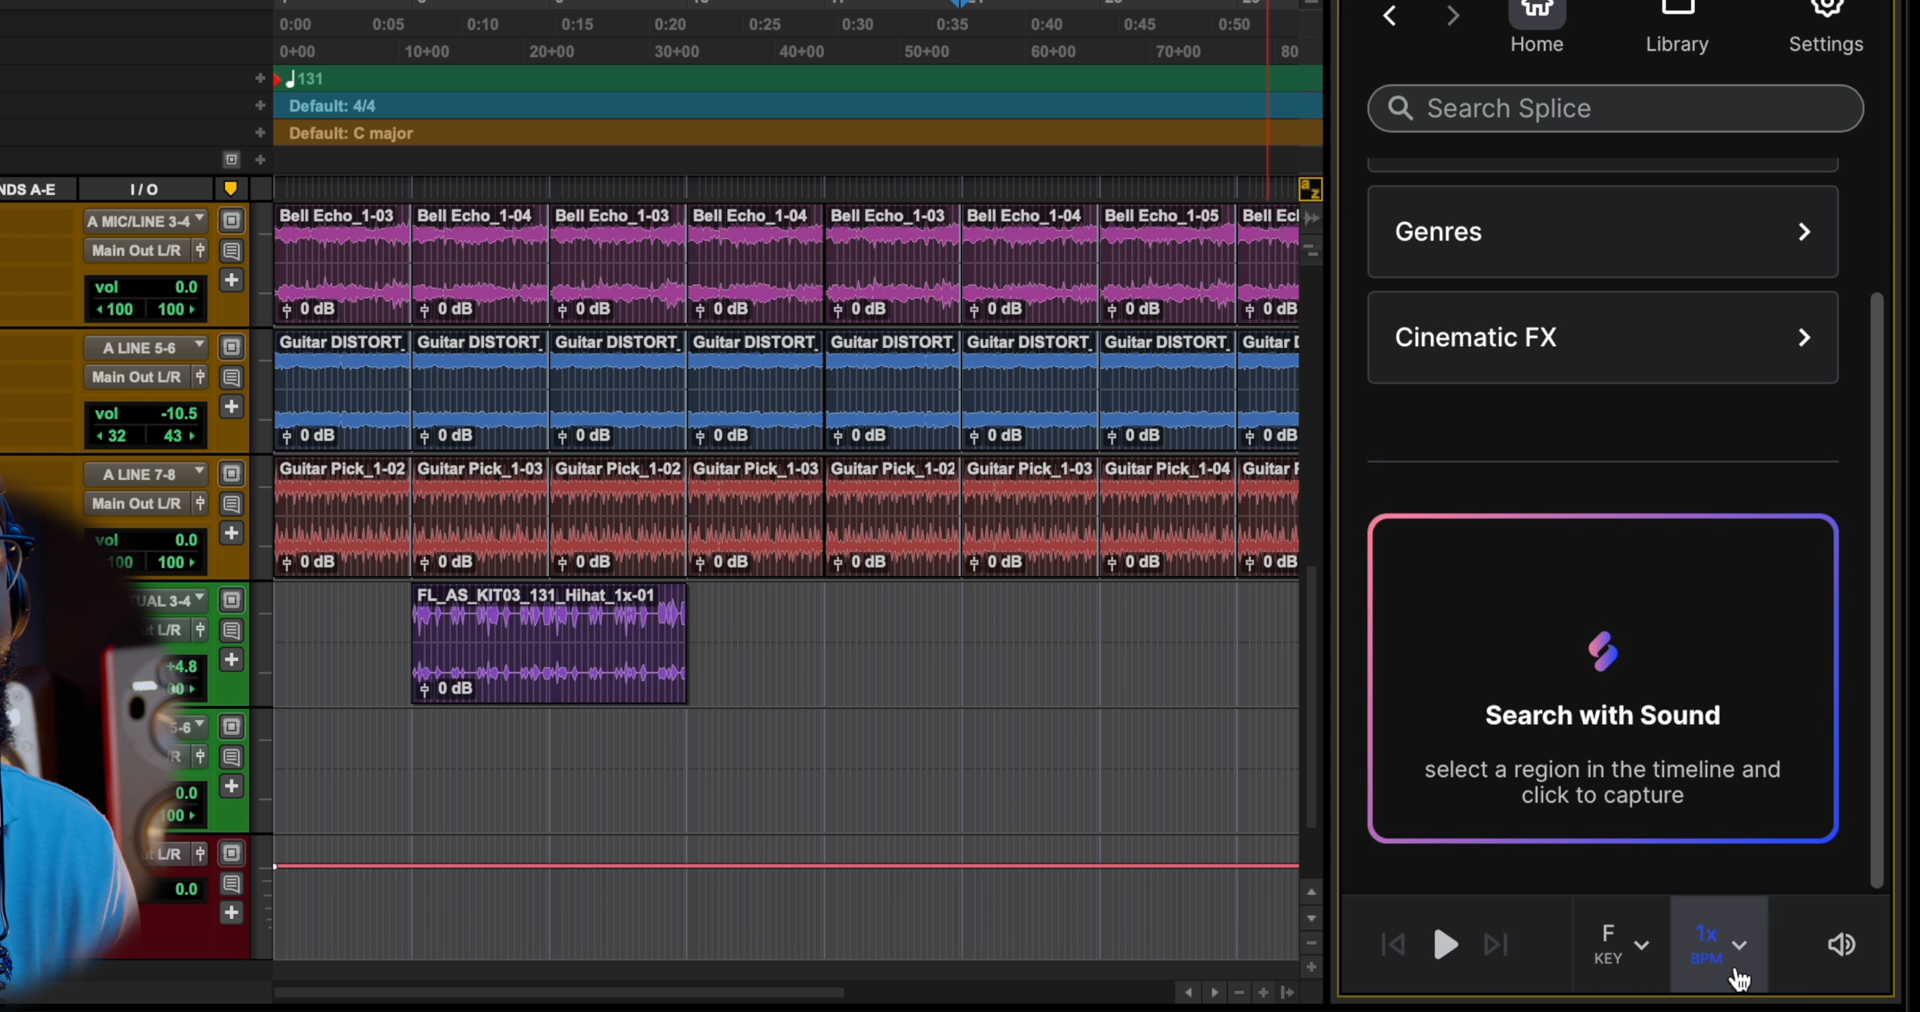 0:00 0:05 0:10 0:15 0:20 0:25 0:30 0:35 0:40 0:45 0:50
0+00 10+00 20+00 30+00 40+00 50+00 60+00 70+00 80
131
Default: 4/4
Default: C major
NDS A-E I/O
A MIC/LINE 3-4
Main Out L/R
vol 0.0
100 100
Bell Echo_1-03 Bell Echo_1-04 Bell Echo_1-03 Bell Echo_1-04 Bell Echo_1-03 Bell Echo_1-04 Bell Echo_1-05 Bell Ec
0 dB 0 dB 0 dB 0 dB 0 dB 0 dB 0 dB 0 dB
A LINE 5-6
Main Out L/R
vol -10.5
32 43
Guitar DISTORT_ Guitar DISTORT_ Guitar DISTORT_ Guitar DISTORT_ Guitar DISTORT_ Guitar DISTORT_ Guitar DISTORT_ Guitar
0 dB 0 dB 0 dB 0 dB 0 dB 0 dB 0 dB 0 dB
A LINE 7-8
Main Out L/R
vol 0.0
100 100
Guitar Pick_1-02 Guitar Pick_1-03 Guitar Pick_1-02 Guitar Pick_1-03 Guitar Pick_1-02 Guitar Pick_1-03 Guitar Pick_1-04 Guitar
0 dB 0 dB 0 dB 0 dB 0 dB 0 dB 0 dB 0 dB
TUAL 3-4
L/R
+4.8
FL_AS_KIT03_131_Hihat_1x-01
0 dB
5-6
R
0.0
100
L/R
0.0
a z
Home Library Settings
Search Splice
Genres
Cinematic FX
Search with Sound
select a region in the timeline and
click to capture
F
KEY
1x
BPM